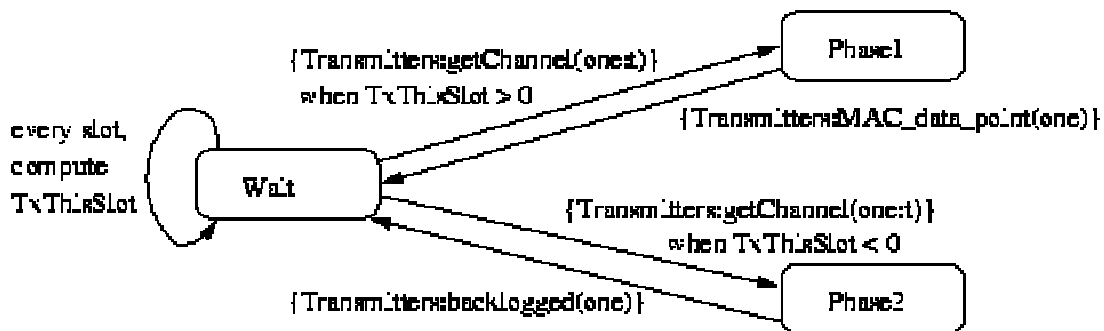 Phase1
{Transmitters:getChannel(one:t)}
when TxThisSlot > 0
{Transmitters:MAC_data_point(one)}
every slot,
compute
TxThisSlot
Wait
{Transmitters:getChannel(one:t)}
when TxThisSlot < 0
{Transmitters:backlogged(one)}
Phase2